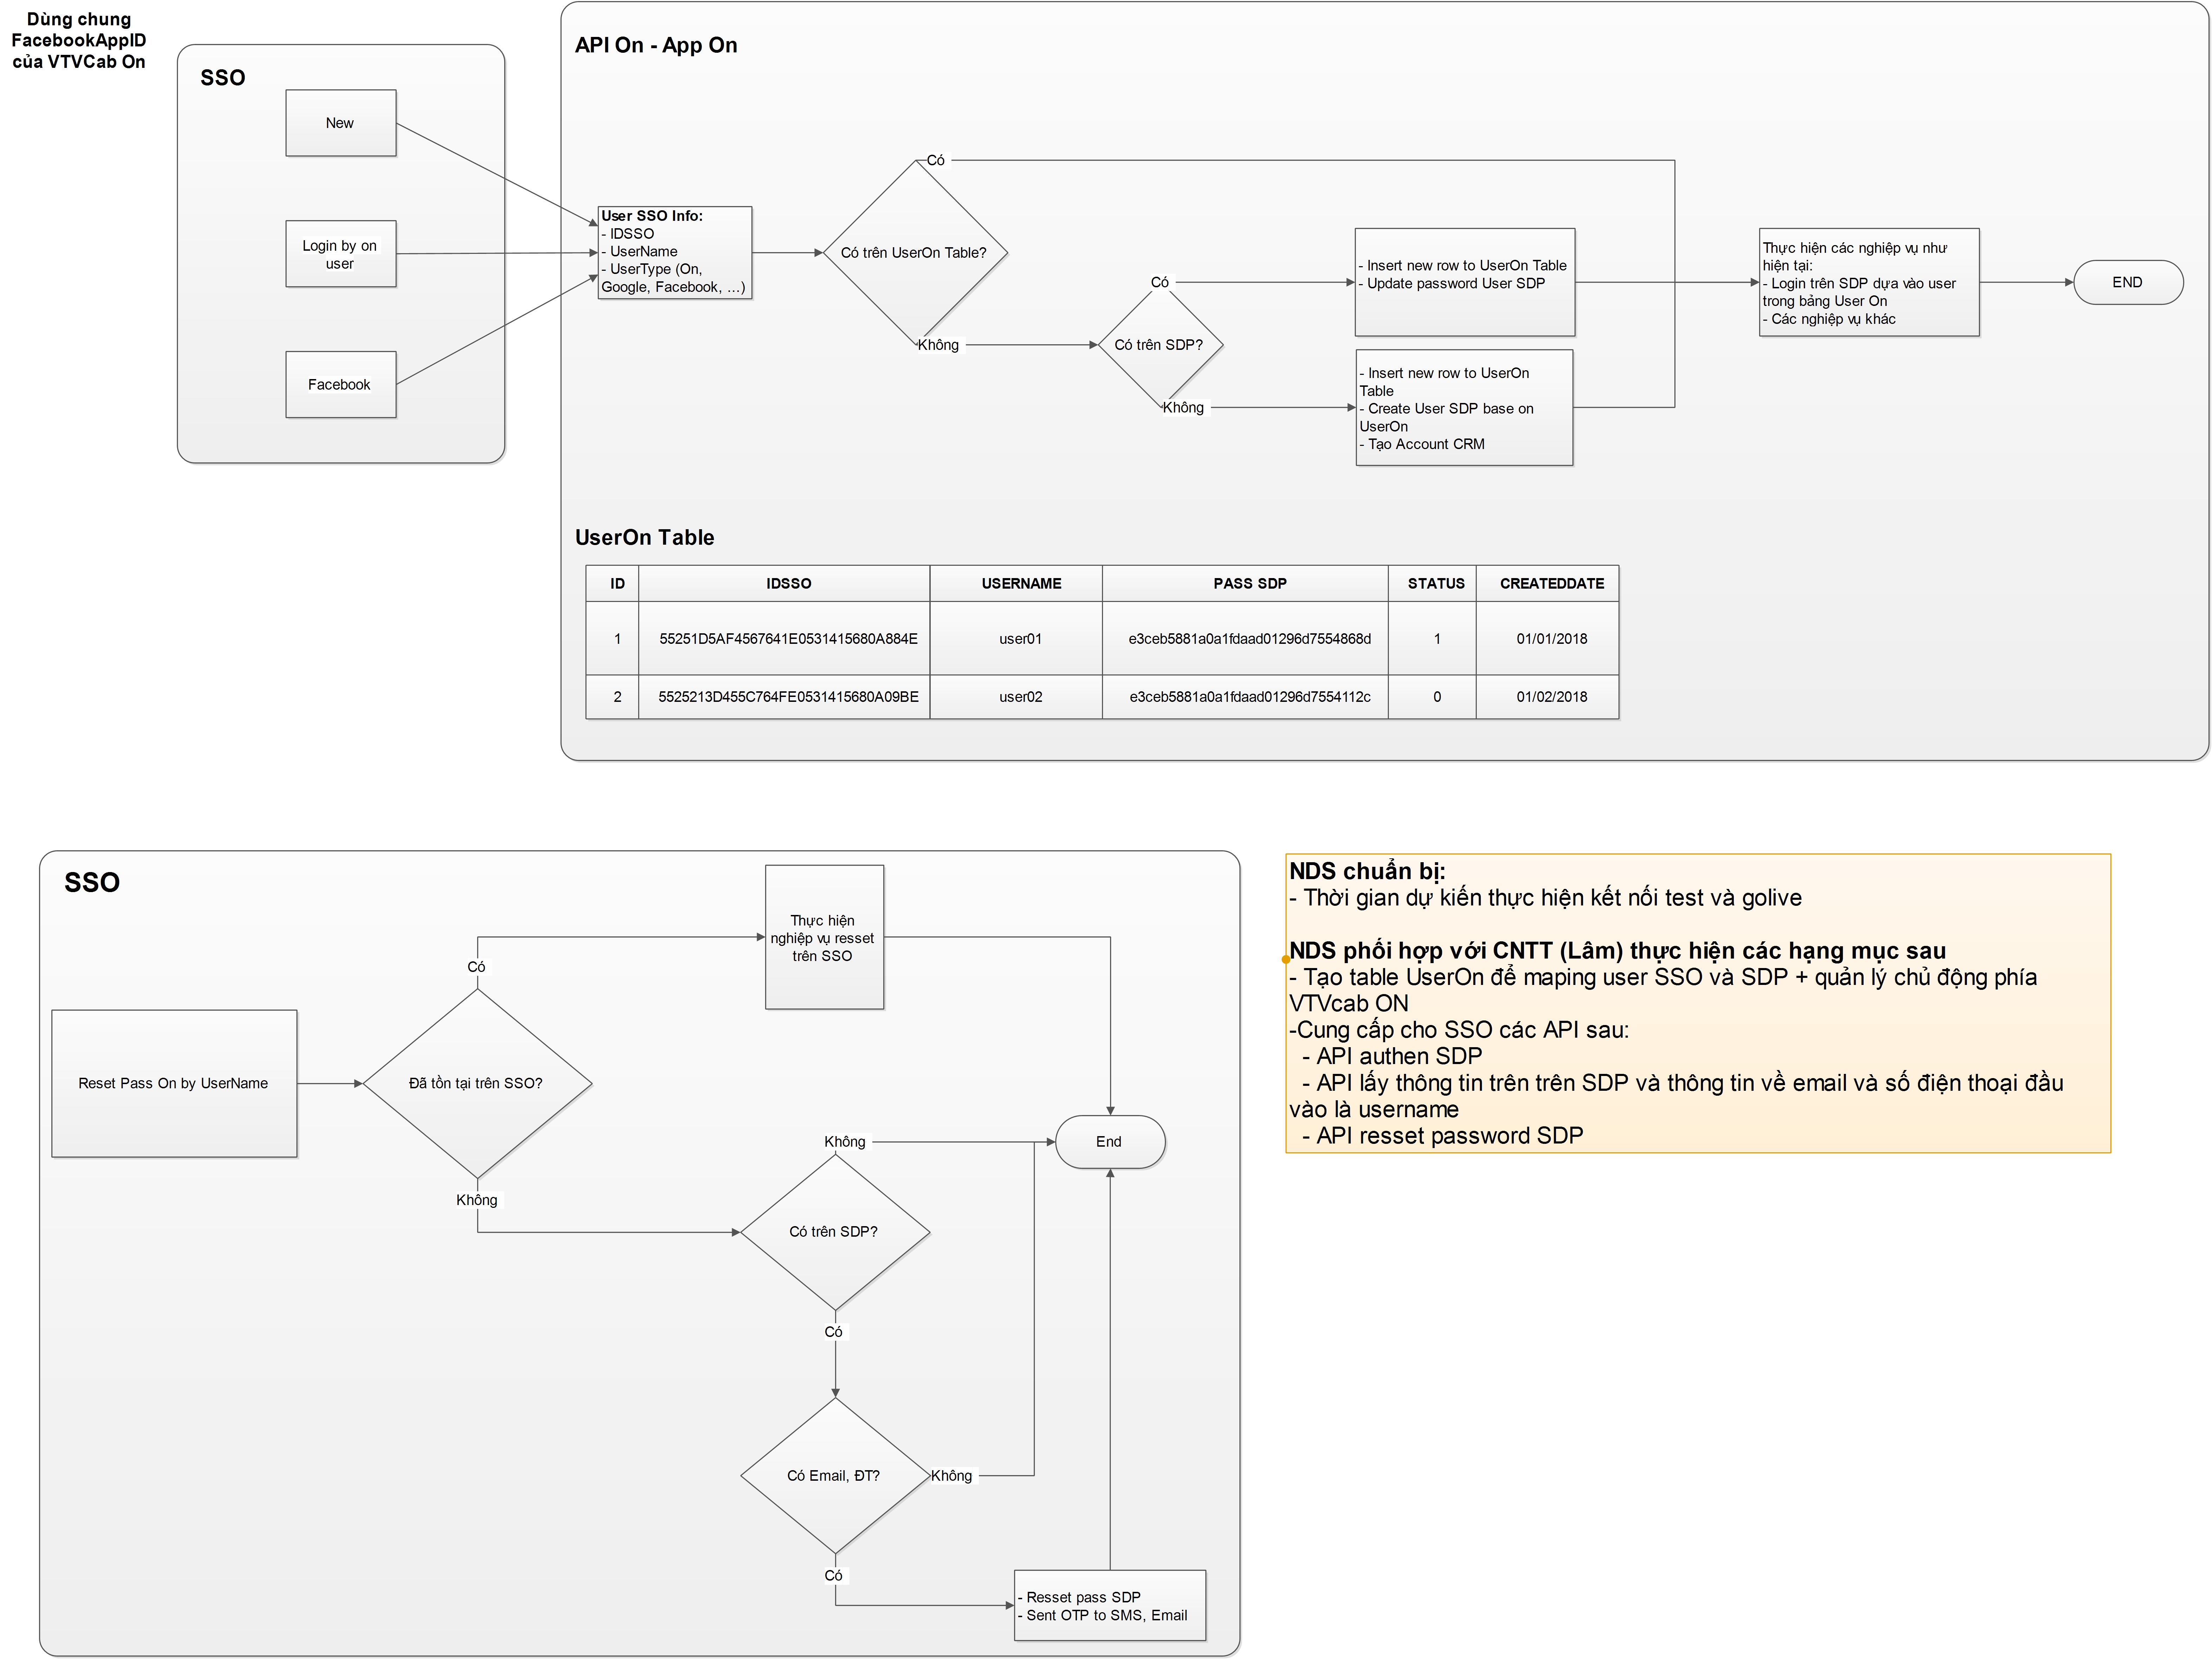 Dùng chung
FacebookAppID
của VTVCab On
SSO
New
Login by on
user
Facebook
API On - App On
User SSO Info:
- IDSSO
- UserName
- UserType (On,
Google, Facebook, ...)
Có trên UserOn Table?
Có
Không
Có trên SDP?
Có
Không
- Insert new row to UserOn Table
- Update password User SDP
- Insert new row to UserOn
Table
- Create User SDP base on
UserOn
- Tạo Account CRM
Thực hiện các nghiệp vụ như
hiện tại:
- Login trên SDP dựa vào user
trong bảng User On
- Các nghiệp vụ khác
END
UserOn Table
ID IDSSO USERNAME PASS SDP STATUS CREATEDDATE
1 55251D5AF4567641E0531415680A884E user01 e3ceb5881a0a1fdaad01296d7554868d 1 01/01/2018
2 5525213D455C764FE0531415680A09BE user02 e3ceb5881a0a1fdaad01296d7554112c 0 01/02/2018
SSO
Reset Pass On by UserName
Đã tồn tại trên SSO?
Có
Không
Thực hiện
nghiệp vụ resset
trên SSO
Có trên SDP?
Không
Có
End
Có Email, ĐT?
Không
Có
- Resset pass SDP
- Sent OTP to SMS, Email
NDS chuẩn bị:
- Thời gian dự kiến thực hiện kết nối test và golive
NDS phối hợp với CNTT (Lâm) thực hiện các hạng mục sau
- Tạo table UserOn để maping user SSO và SDP + quản lý chủ động phía
VTVcab ON
-Cung cấp cho SSO các API sau:
- API authen SDP
- API lấy thông tin trên trên SDP và thông tin về email và số điện thoại đầu
vào là username
- API resset password SDP